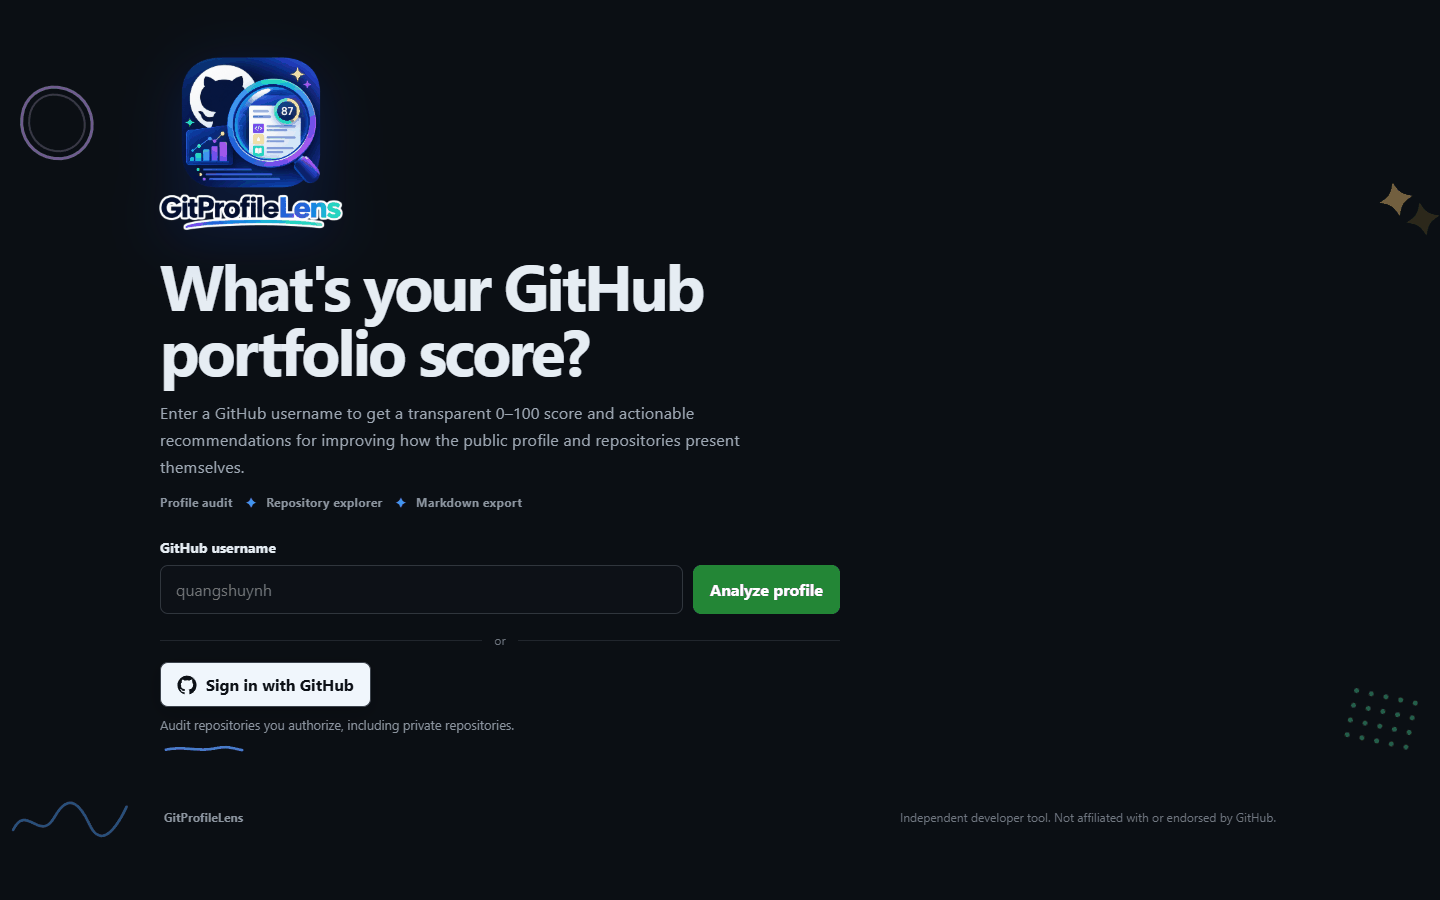 87
GitProfileLens
What's your GitHub
portfolio score?
Enter a GitHub username to get a transparent 0–100 score and actionable
recommendations for improving how the public profile and repositories present
themselves.
Profile audit ✦ Repository explorer ✦ Markdown export
GitHub username
quangshuynh
Analyze profile
or
Sign in with GitHub
Audit repositories you authorize, including private repositories.
GitProfileLens
Independent developer tool. Not affiliated with or endorsed by GitHub.